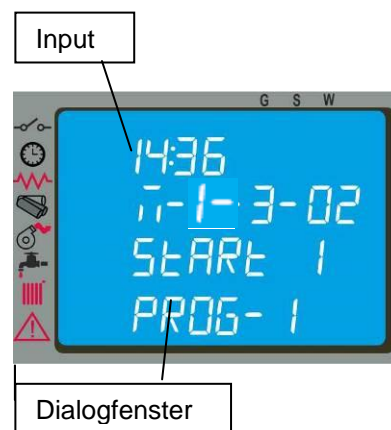 Input
G S W
14:36
n-1-3-02
StARt 1
PROG-1
Dialogfenster